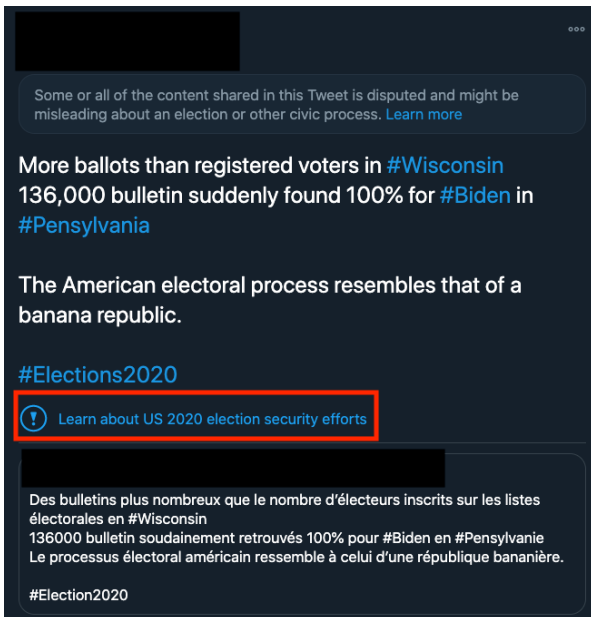 Some or all of the content shared in this Tweet is disputed and might be
misleading about an election or other civic process. Learn more
More ballots than registered voters in #Wisconsin
136,000 bulletin suddenly found 100% for #Biden in
#Pensylvania
The American electoral process resembles that of a
banana republic.
#Elections2020
Learn about US 2020 election security efforts
Des bulletins plus nombreux que le nombre d’électeurs inscrits sur les listes
électorales en #Wisconsin
136000 bulletin soudainement retrouvés 100% pour #Biden en #Pensylvanie
Le processus électoral américain ressemble à celui d’une république bananière.
#Election2020